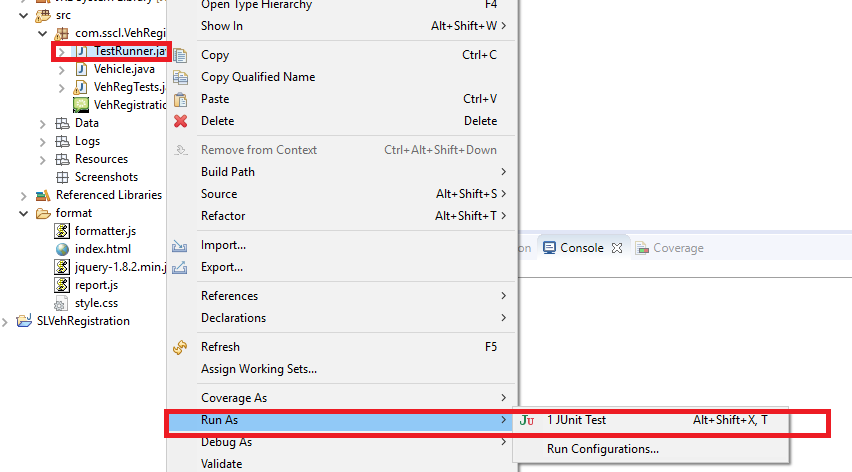 Open Type Hierarchy F4
src
Show In Alt+Shift+W
com.sscl.VehRegi
TestRunner.jav
Copy Ctrl+C
Vehicle.java
Copy Qualified Name
VehRegTests.j
Paste Ctrl+V
VehRegistratio
Delete Delete
Data
Logs
Remove from Context Ctrl+Alt+Shift+Down
Resources
Build Path
Screenshots
Source Alt+Shift+S
Referenced Libraries
Refactor Alt+Shift+T
format
formatter.js
Import...
index.html
on Console Coverage
jquery-1.8.2.min.j
Export...
report.js
References
style.css
Declarations
SLVehRegistration
Refresh F5
Assign Working Sets...
Coverage As
Run As
1 JUnit Test Alt+Shift+X, T
Debug As
Run Configurations...
Validate